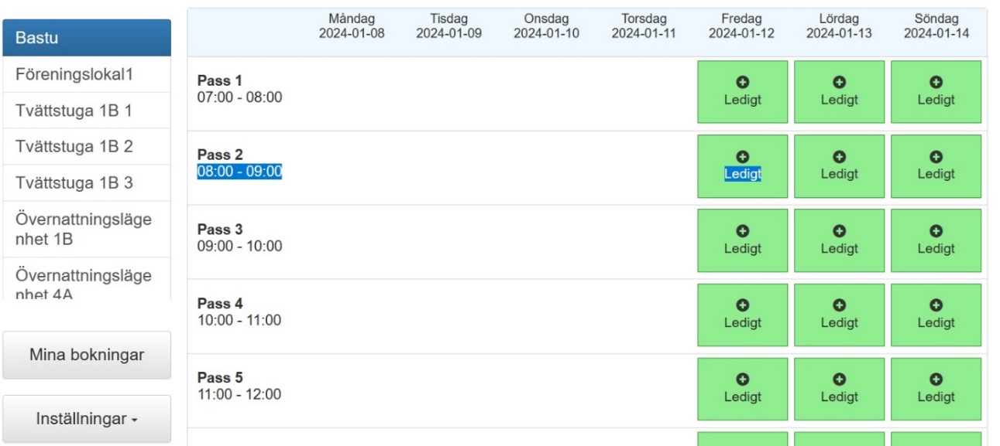 Bastu
Föreningslokal1
Tvättstuga 1B 1
Tvättstuga 1B 2
Tvättstuga 1B 3
Övernattningsläge
nhet 1B
Övernattningsläge
nhet 4A
Mina bokningar
Inställningar
Måndag Tisdag Onsdag Torsdag Fredag Lördag Söndag
2024-01-08 2024-01-09 2024-01-10 2024-01-11 2024-01-12 2024-01-13 2024-01-14
Pass 1
07:00 - 08:00 Ledigt Ledigt Ledigt
Pass 2
08:00 - 09:00 Ledigt Ledigt Ledigt
Pass 3
09:00 - 10:00 Ledigt Ledigt Ledigt
Pass 4
10:00 - 11:00 Ledigt Ledigt Ledigt
Pass 5
11:00 - 12:00 Ledigt Ledigt Ledigt